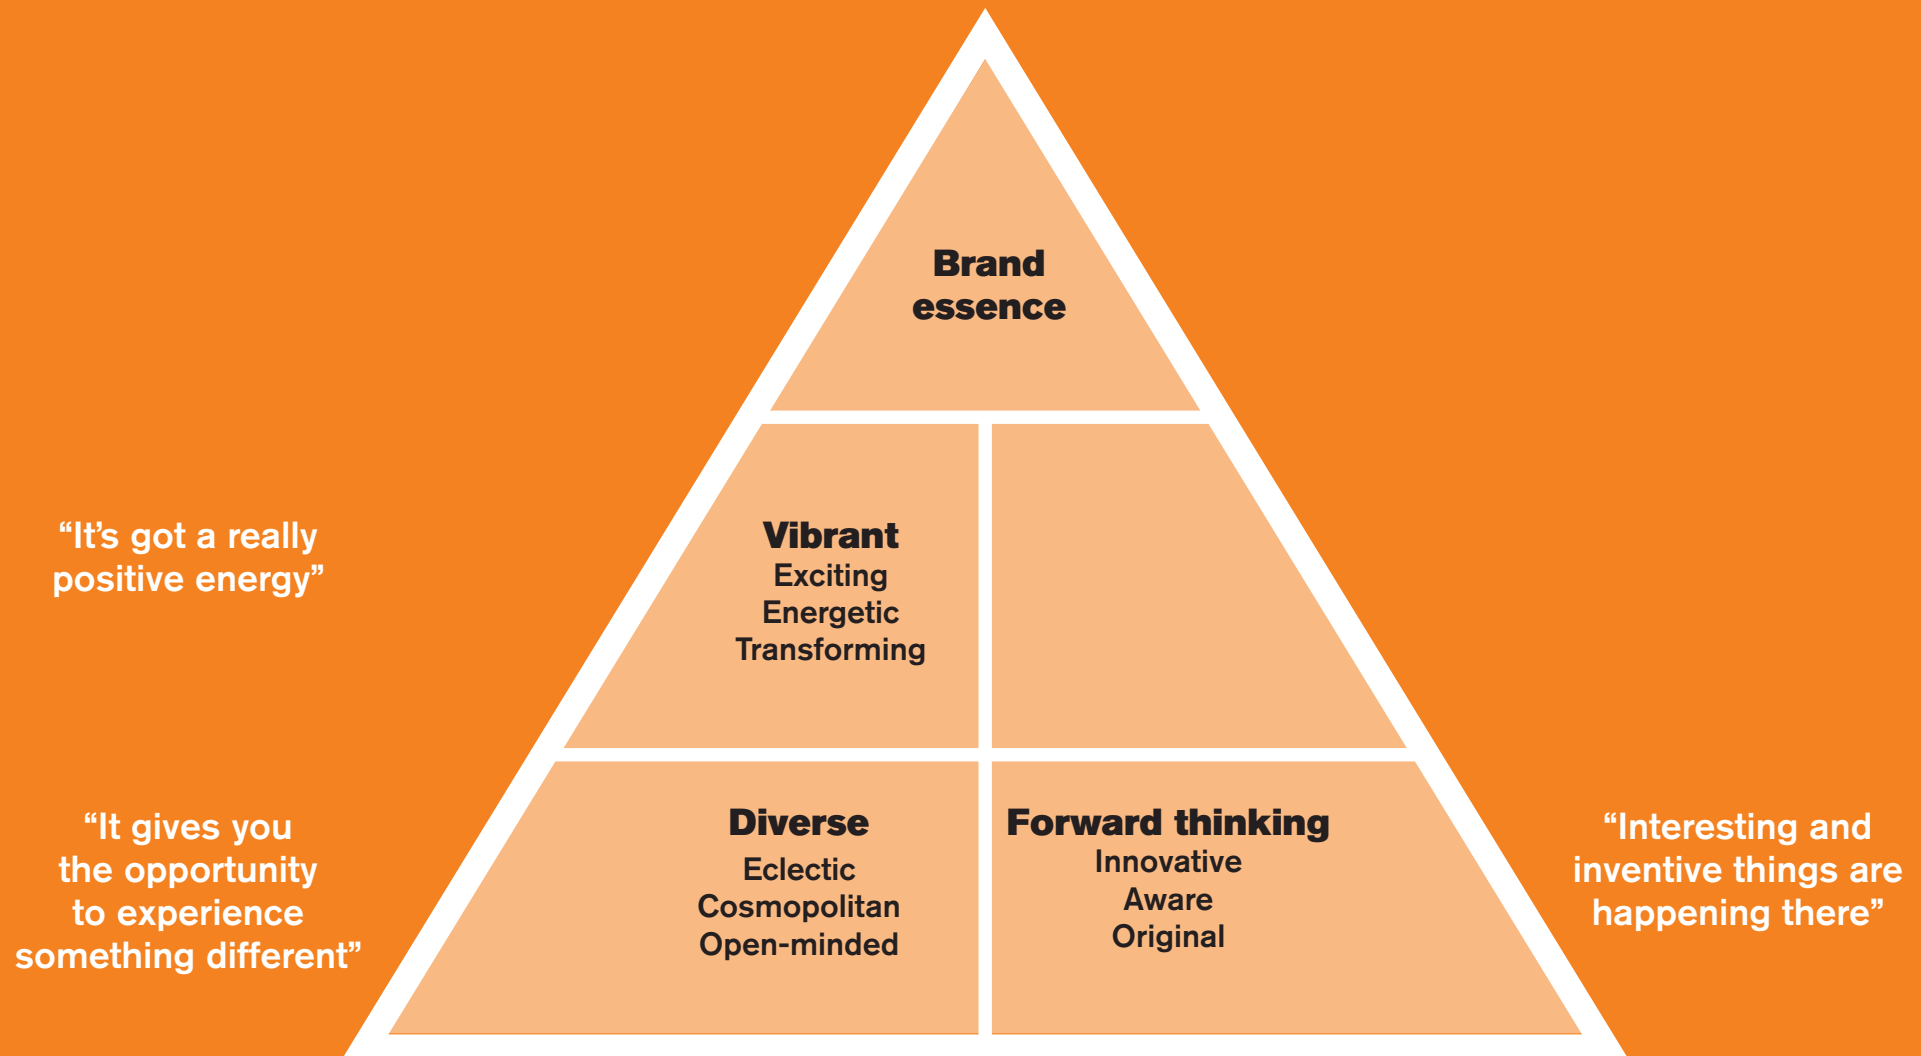 Brand
essence
“It’s got a really
positive energy”
Vibrant
Exciting
Energetic
Transforming
“It gives you
the opportunity
to experience
something different”
Diverse
Eclectic
Cosmopolitan
Open-minded
Forward thinking
Innovative
Aware
Original
“Interesting and
inventive things are
happening there”